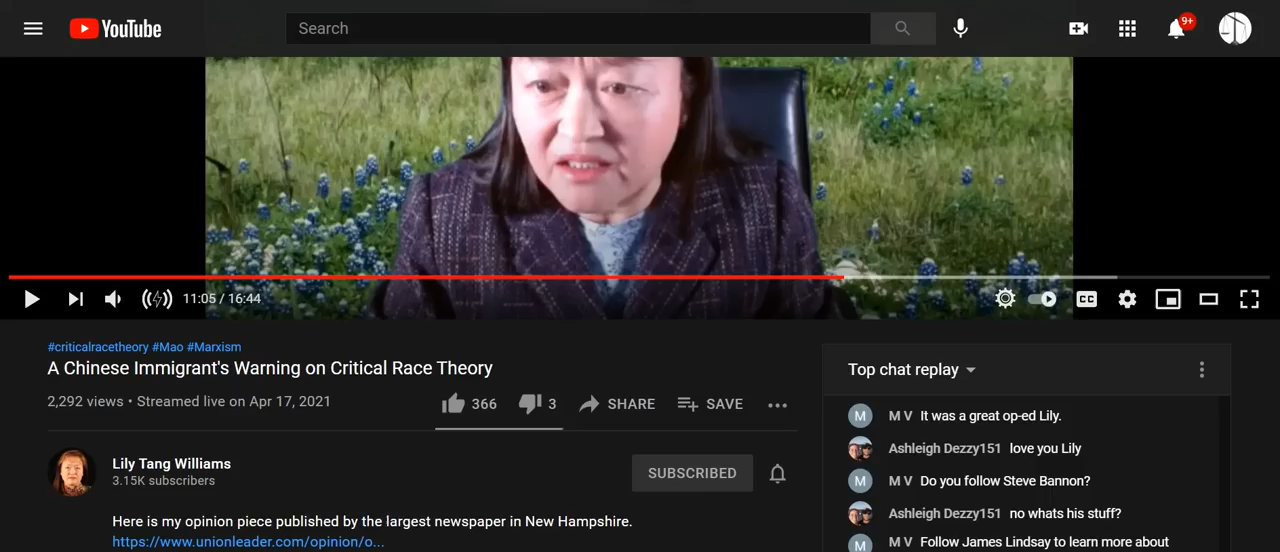 YouTube
Search
9+
11:05 / 16:44
CC
#criticalracetheory #Mao #Marxism
A Chinese Immigrant's Warning on Critical Race Theory
2,292 views • Streamed live on Apr 17, 2021
366
3
SHARE
SAVE
Lily Tang Williams
3.15K subscribers
SUBSCRIBED
Here is my opinion piece published by the largest newspaper in New Hampshire.
https://www.unionleader.com/opinion/o...
Top chat replay
M M V It was a great op-ed Lily.
Ashleigh Dezzy151 love you Lily
M M V Do you follow Steve Bannon?
Ashleigh Dezzy151 no whats his stuff?
M M V Follow James Lindsay to learn more about